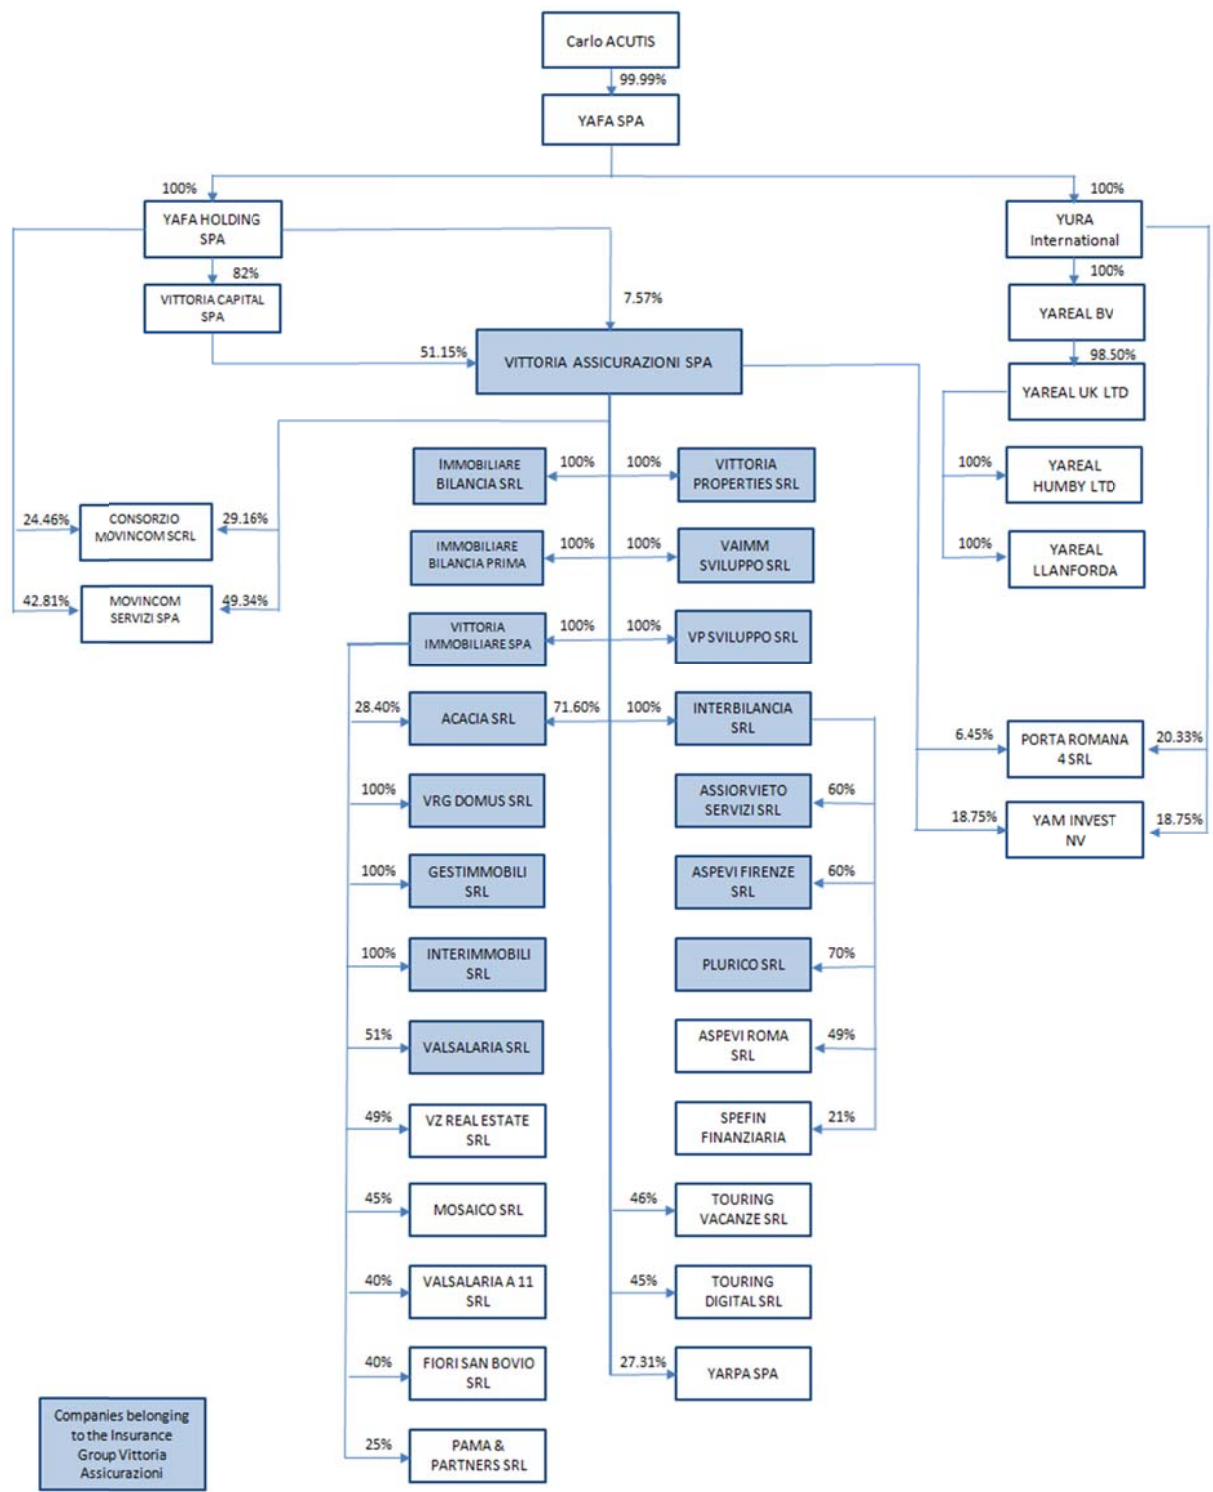 Carlo ACUTIS
99.99%
YAFA SPA
100%
100%
YAFA HOLDING
SPA
YURA
International
82%
100%
VITTORIA CAPITAL
SPA
7.57%
YAREAL BV
51.15%
VITTORIA ASSICURAZIONI SPA
98.50%
YAREAL UK LTD
IMMOBILIARE
BILANCIA SRL
100%
100%
VITTORIA
PROPERTIES SRL
100%
YAREAL
HUMBY LTD
24.46%
CONSORZIO
MOVINCOM SCRL
29.16%
IMMOBILIARE
BILANCIA PRIMA
100%
100%
VAIMM
SVILUPPO SRL
100%
YAREAL
LLANFORDA
42.81%
MOVINCOM
SERVIZI SPA
49.34%
VITTORIA
IMMOBILIARE SPA
100%
100%
VP SVILUPPO SRL
28.40%
ACACIA SRL
71.60%
100%
INTERBILANCIA
SRL
6.45%
PORTA ROMANA
4 SRL
20.33%
100%
VRG DOMUS SRL
ASSIORVIETO
SERVIZI SRL
60%
18.75%
YAM INVEST
NV
18.75%
100%
GESTIMMOBILI
SRL
ASPEVI FIRENZE
SRL
60%
100%
INTERIMMOBILI
SRL
PLURICO SRL
70%
51%
VALSALARIA SRL
ASPEVI ROMA
SRL
49%
49%
VZ REAL ESTATE
SRL
SPEFIN
FINANZIARIA
21%
45%
MOSAICO SRL
46%
TOURING
VACANZE SRL
40%
VALSALARIA A 11
SRL
45%
TOURING
DIGITAL SRL
40%
FIORI SAN BOVIO
SRL
27.31%
YARPA SPA
25%
PAMA &
PARTNERS SRL
Companies belonging
to the Insurance
Group Vittoria
Assicurazioni